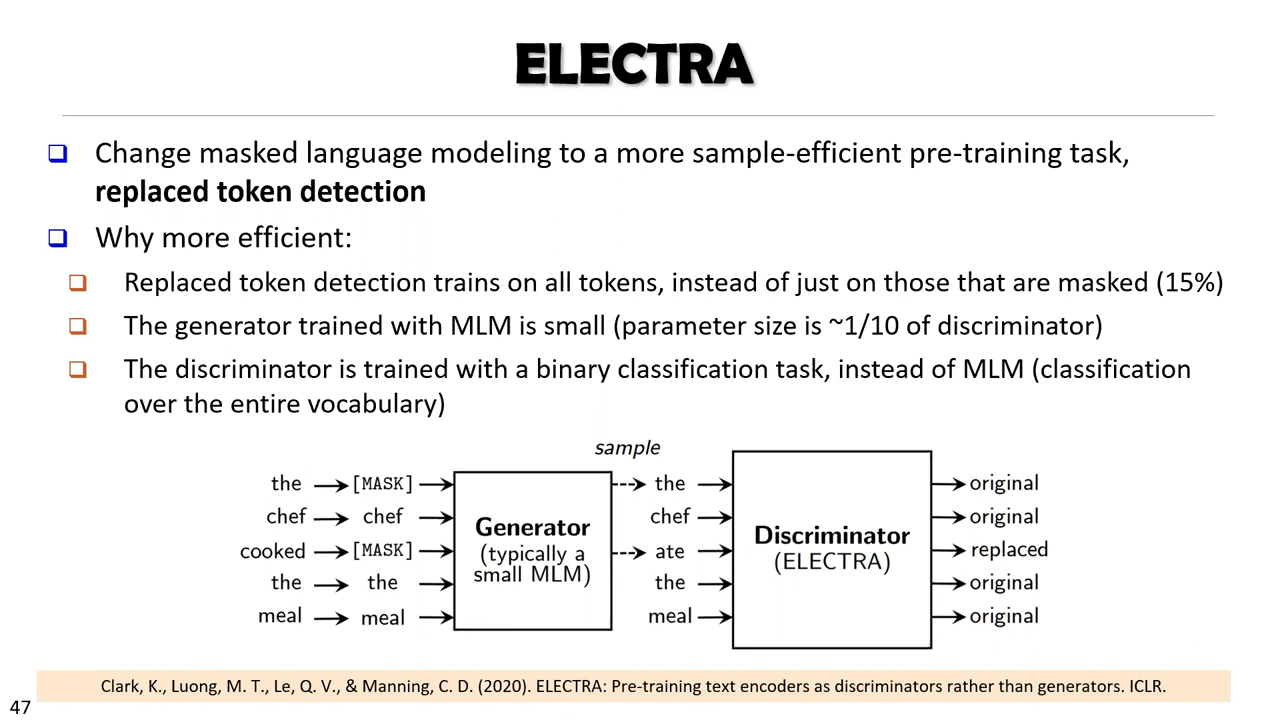 ELECTRA
Change masked language modeling to a more sample-efficient pre-training task,
replaced token detection
Why more efficient:
Replaced token detection trains on all tokens, instead of just on those that are masked (15%)
The generator trained with MLM is small (parameter size is ~1/10 of discriminator)
The discriminator is trained with a binary classification task, instead of MLM (classification
over the entire vocabulary)
sample
the [MASK] the original
chef chef chef original
cooked [MASK] ate replaced
the the the original
meal meal meal original
Generator
(typically a
small MLM)
Discriminator
(ELECTRA)
Clark, K., Luong, M. T., Le, Q. V., & Manning, C. D. (2020). ELECTRA: Pre-training text encoders as discriminators rather than generators. ICLR.
47